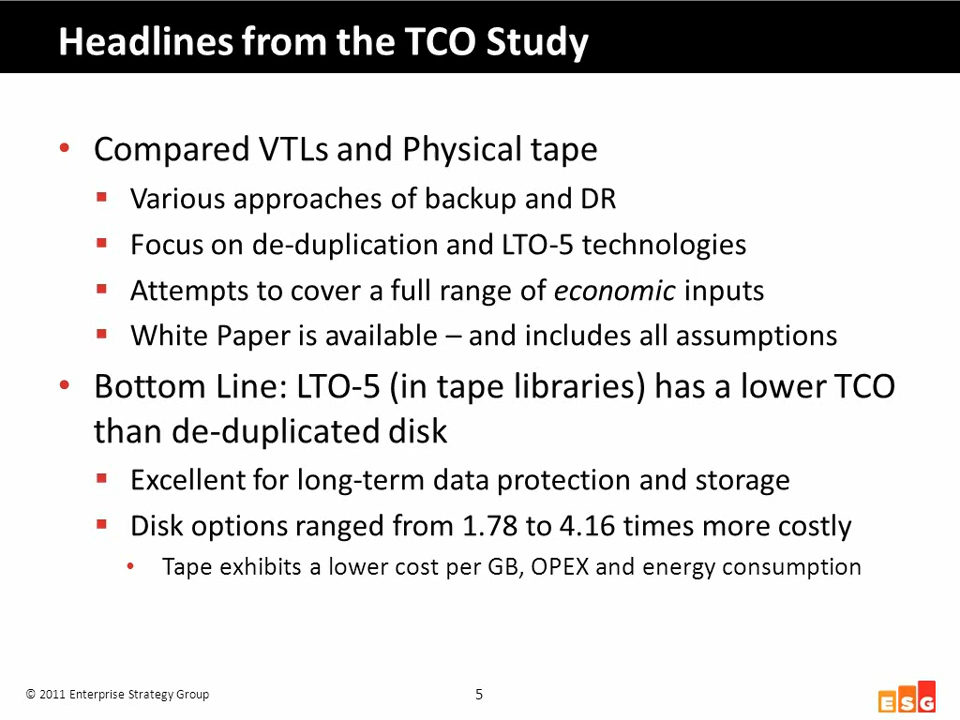 Headlines from the TCO Study
• Compared VTLs and Physical tape
▪ Various approaches of backup and DR
▪ Focus on de-duplication and LTO-5 technologies
▪ Attempts to cover a full range of economic inputs
▪ White Paper is available – and includes all assumptions
• Bottom Line: LTO-5 (in tape libraries) has a lower TCO
than de-duplicated disk
▪ Excellent for long-term data protection and storage
▪ Disk options ranged from 1.78 to 4.16 times more costly
• Tape exhibits a lower cost per GB, OPEX and energy consumption
© 2011 Enterprise Strategy Group
5
ESG